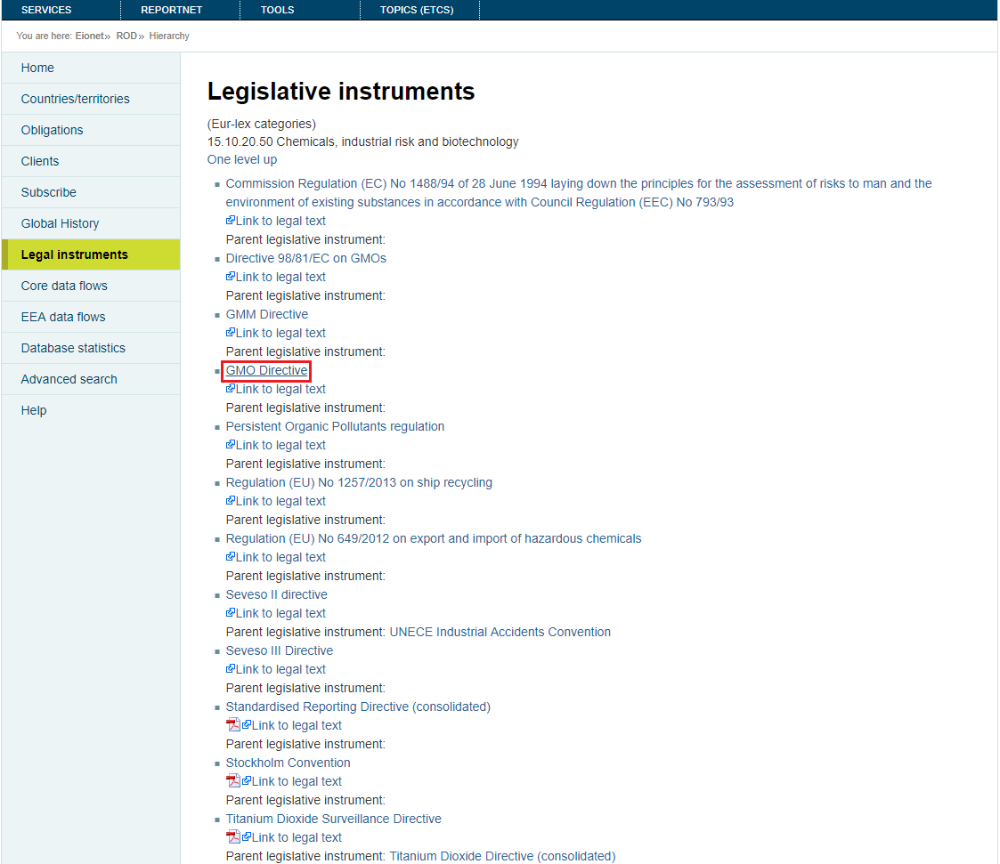 SERVICES REPORTNET TOOLS TOPICS (ETCS)
You are here: Eionet» ROD» Hierarchy
Home
Countries/territories
Obligations
Clients
Subscribe
Global History
Legal instruments
Core data flows
EEA data flows
Database statistics
Advanced search
Help
Legislative instruments
(Eur-lex categories)
15.10.20.50 Chemicals, industrial risk and biotechnology
One level up
Commission Regulation (EC) No 1488/94 of 28 June 1994 laying down the principles for the assessment of risks to man and the
environment of existing substances in accordance with Council Regulation (EEC) No 793/93
Link to legal text
Parent legislative instrument:
Directive 98/81/EC on GMOs
Link to legal text
Parent legislative instrument:
GMM Directive
Link to legal text
Parent legislative instrument:
GMO Directive
Link to legal text
Parent legislative instrument:
Persistent Organic Pollutants regulation
Link to legal text
Parent legislative instrument:
Regulation (EU) No 1257/2013 on ship recycling
Link to legal text
Parent legislative instrument:
Regulation (EU) No 649/2012 on export and import of hazardous chemicals
Link to legal text
Parent legislative instrument:
Seveso II directive
Link to legal text
Parent legislative instrument: UNECE Industrial Accidents Convention
Seveso III Directive
Link to legal text
Parent legislative instrument:
Standardised Reporting Directive (consolidated)
Link to legal text
Parent legislative instrument:
Stockholm Convention
Link to legal text
Parent legislative instrument:
Titanium Dioxide Surveillance Directive
Link to legal text
Parent legislative instrument: Titanium Dioxide Directive (consolidated)